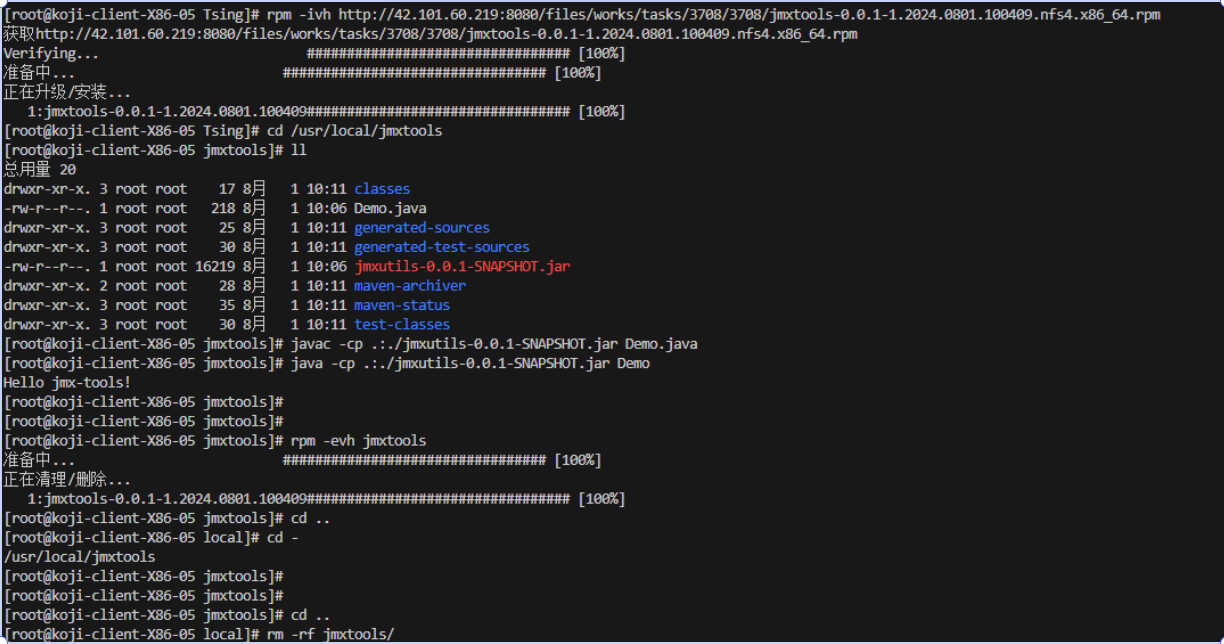 [root@koji-client-X86-05 Tsing]# rpm -ivh http://42.101.60.219:8080/files/works/tasks/3708/3708/jmxtools-0.0.1-1.2024.0801.100409.nfs4.x86_64.rpm
获取http://42.101.60.219:8080/files/works/tasks/3708/3708/jmxtools-0.0.1-1.2024.0801.100409.nfs4.x86_64.rpm
Verifying... ################################# [100%]
准备中... ################################# [100%]
正在升级/安装...
1:jmxtools-0.0.1-1.2024.0801.100409################################# [100%]
[root@koji-client-X86-05 Tsing]# cd /usr/local/jmxtools
[root@koji-client-X86-05 jmxtools]# ll
总用量 20
drwxr-xr-x. 3 root root 17 8月 1 10:11 classes
-rw-r--r--. 1 root root 218 8月 1 10:06 Demo.java
drwxr-xr-x. 3 root root 25 8月 1 10:11 generated-sources
drwxr-xr-x. 3 root root 30 8月 1 10:11 generated-test-sources
-rw-r--r--. 1 root root 16219 8月 1 10:06 jmxutils-0.0.1-SNAPSHOT.jar
drwxr-xr-x. 2 root root 28 8月 1 10:11 maven-archiver
drwxr-xr-x. 3 root root 35 8月 1 10:11 maven-status
drwxr-xr-x. 3 root root 30 8月 1 10:11 test-classes
[root@koji-client-X86-05 jmxtools]# javac -cp .:./jmxutils-0.0.1-SNAPSHOT.jar Demo.java
[root@koji-client-X86-05 jmxtools]# java -cp .:./jmxutils-0.0.1-SNAPSHOT.jar Demo
Hello jmx-tools!
[root@koji-client-X86-05 jmxtools]#
[root@koji-client-X86-05 jmxtools]#
[root@koji-client-X86-05 jmxtools]# rpm -evh jmxtools
准备中... ################################# [100%]
正在清理/删除...
1:jmxtools-0.0.1-1.2024.0801.100409################################# [100%]
[root@koji-client-X86-05 jmxtools]# cd ..
[root@koji-client-X86-05 local]# cd -
/usr/local/jmxtools
[root@koji-client-X86-05 jmxtools]#
[root@koji-client-X86-05 jmxtools]#
[root@koji-client-X86-05 jmxtools]# cd ..
[root@koji-client-X86-05 local]# rm -rf jmxtools/